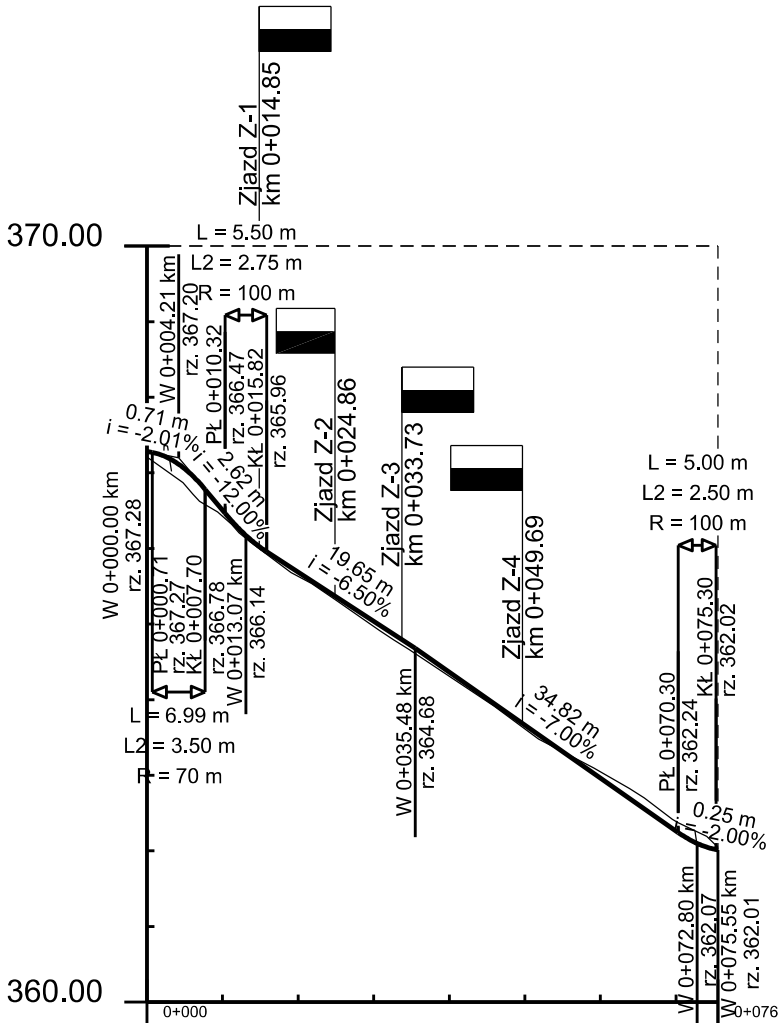 Zjazd Z-1
km 0+014.85
370.00
L = 5.50 m
L2 = 2.75 m
R = 100 m
W 0+004.21 km
rz. 367.20
PŁ 0+010.32
rz. 366.47
KŁ 0+015.82
rz. 365.96
0.71 m
i = -2.01%
2.62 m
i = -12.00%
Zjazd Z-2
km 0+024.86
Zjazd Z-3
km 0+033.73
Zjazd Z-4
km 0+049.69
L = 5.00 m
L2 = 2.50 m
R = 100 m
W 0+000.00 km
rz. 367.28
PŁ 0+000.71
rz. 367.27
KŁ 0+007.70
rz. 366.78
W 0+013.07 km
rz. 366.14
19.65 m
i = -6.50%
L = 6.99 m
L2 = 3.50 m
R = 70 m
W 0+035.48 km
rz. 364.68
34.82 m
i = -7.00%
PŁ 0+070.30
rz. 362.24
KŁ 0+075.30
rz. 362.02
0.25 m
i = -2.00%
W 0+072.80 km
rz. 362.07
W 0+075.55 km
rz. 362.01
360.00
0+000
0+076